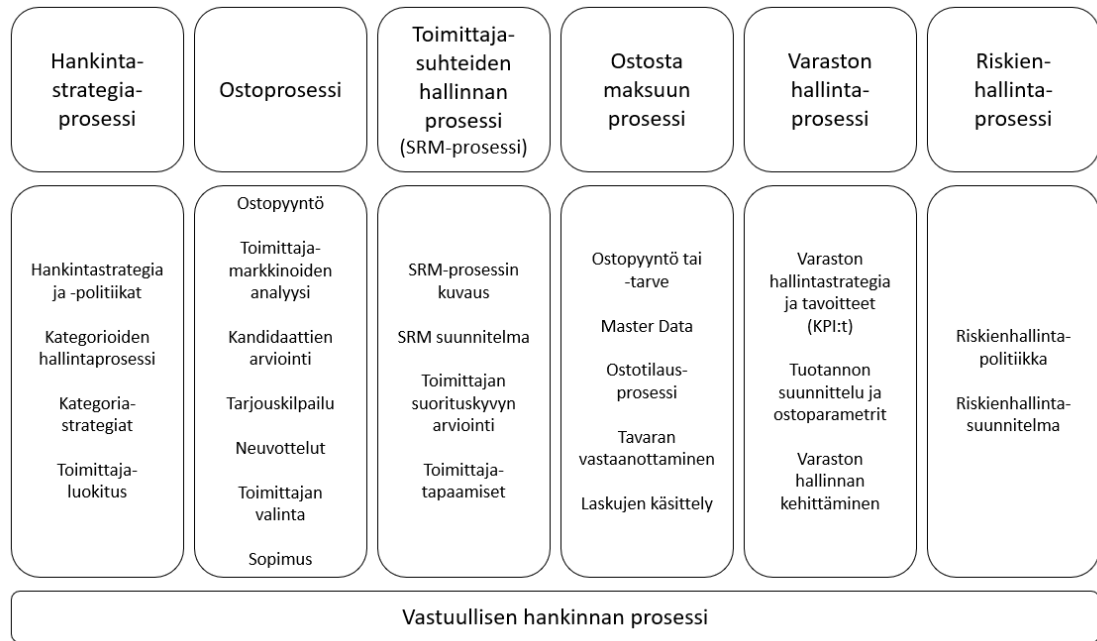 Hankinta-
strategia-
prosessi
Ostoprosessi
Toimittaja-
suhteiden
hallinnan
prosessi
(SRM-prosessi)
Ostosta
maksuun
prosessi
Varaston
hallinta-
prosessi
Riskien-
hallinta-
prosessi
Hankintastrategia
ja -politiikat
Kategorioiden
hallintaprosessi
Kategoria-
strategiat
Toimittaja-
luokitus
Ostopyyntö
Toimittaja-
markkinoiden
analyysi
Kandidaattien
arviointi
Tarjouskilpailu
Neuvottelut
Toimittajan
valinta
Sopimus
SRM-prosessin
kuvaus
SRM suunnitelma
Toimittajan
suorituskyvyn
arviointi
Toimittaja-
tapaamiset
Ostopyyntö tai
-tarve
Master Data
Ostotilaus-
prosessi
Tavaran
vastaanottaminen
Laskujen käsittely
Varaston
hallintastrategia
ja tavoitteet
(KPI:t)
Tuotannon
suunnittelu ja
ostoparametrit
Varaston
hallinnan
kehittäminen
Riskienhallinta-
politiikka
Riskienhallinta-
suunnitelma
Vastuullisen hankinnan prosessi